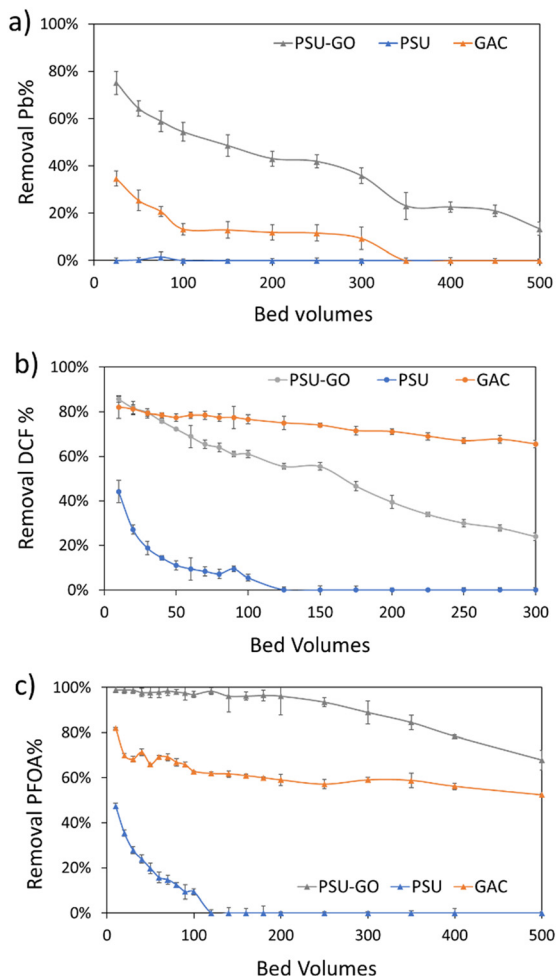 a)
100%
PSU-GO PSU GAC
80%
60%
40%
20%
0%
Removal Pb%
0 100 200 300 400 500
Bed volumes
b)
100%
PSU-GO PSU GAC
80%
60%
40%
20%
0%
Removal DCF %
0 50 100 150 200 250 300
Bed Volumes
c)
100%
80%
60%
40%
20%
0%
Removal PFOA%
PSU-GO PSU GAC
0 100 200 300 400 500
Bed Volumes